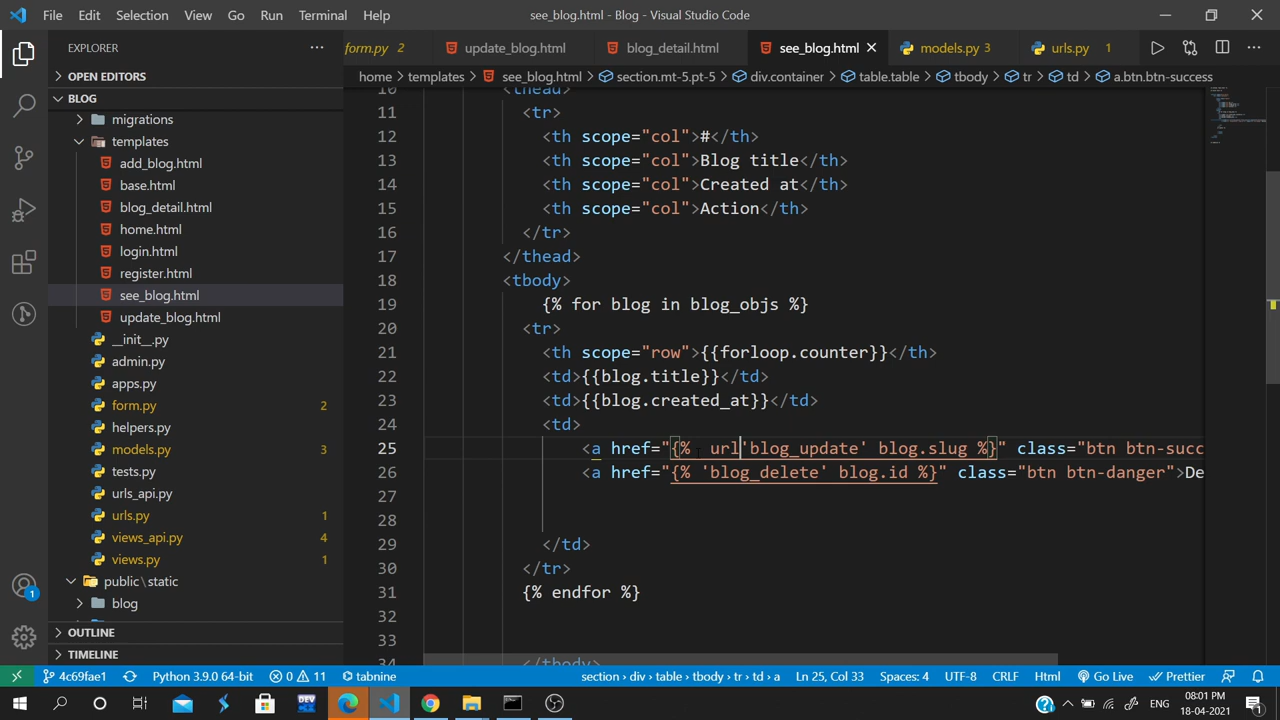 File Edit Selection View Go Run Terminal Help see_blog.html - Blog - Visual Studio Code
EXPLORER
form.py 2 update_blog.html blog_detail.html see_blog.html models.py 3 urls.py 1
OPEN EDITORS
home templates see_blog.html section.mt-5.pt-5 div.container table.table tbody tr td a.btn.btn-success
BLOG
migrations
templates
add_blog.html
base.html
blog_detail.html
home.html
login.html
register.html
see_blog.html
update_blog.html
__init__.py
admin.py
apps.py
form.py 2
helpers.py
models.py 3
tests.py
urls_api.py
urls.py 1
views_api.py 4
views.py 1
public\static
blog
OUTLINE
TIMELINE
10 <thead>
11 <tr>
12 <th scope="col">#</th>
13 <th scope="col">Blog title</th>
14 <th scope="col">Created at</th>
15 <th scope="col">Action</th>
16 </tr>
17 </thead>
18 <tbody>
19 {% for blog in blog_objs %}
20 <tr>
21 <th scope="row">{{forloop.counter}}</th>
22 <td>{{blog.title}}</td>
23 <td>{{blog.created_at}}</td>
24 <td>
25 <a href="{%  url'blog_update' blog.slug %}" class="btn btn-succ
26 <a href="{% 'blog_delete' blog.id %}" class="btn btn-danger">De
27
28
29 </td>
30 </tr>
31 {% endfor %}
32
33
34 </tbody>
1
4c69fae1 Python 3.9.0 64-bit 0 11 tabnine section › div › table › tbody › tr › td › a Ln 25, Col 33 Spaces: 4 UTF-8 CRLF Html Go Live Prettier
ENG 08:01 PM
18-04-2021 1